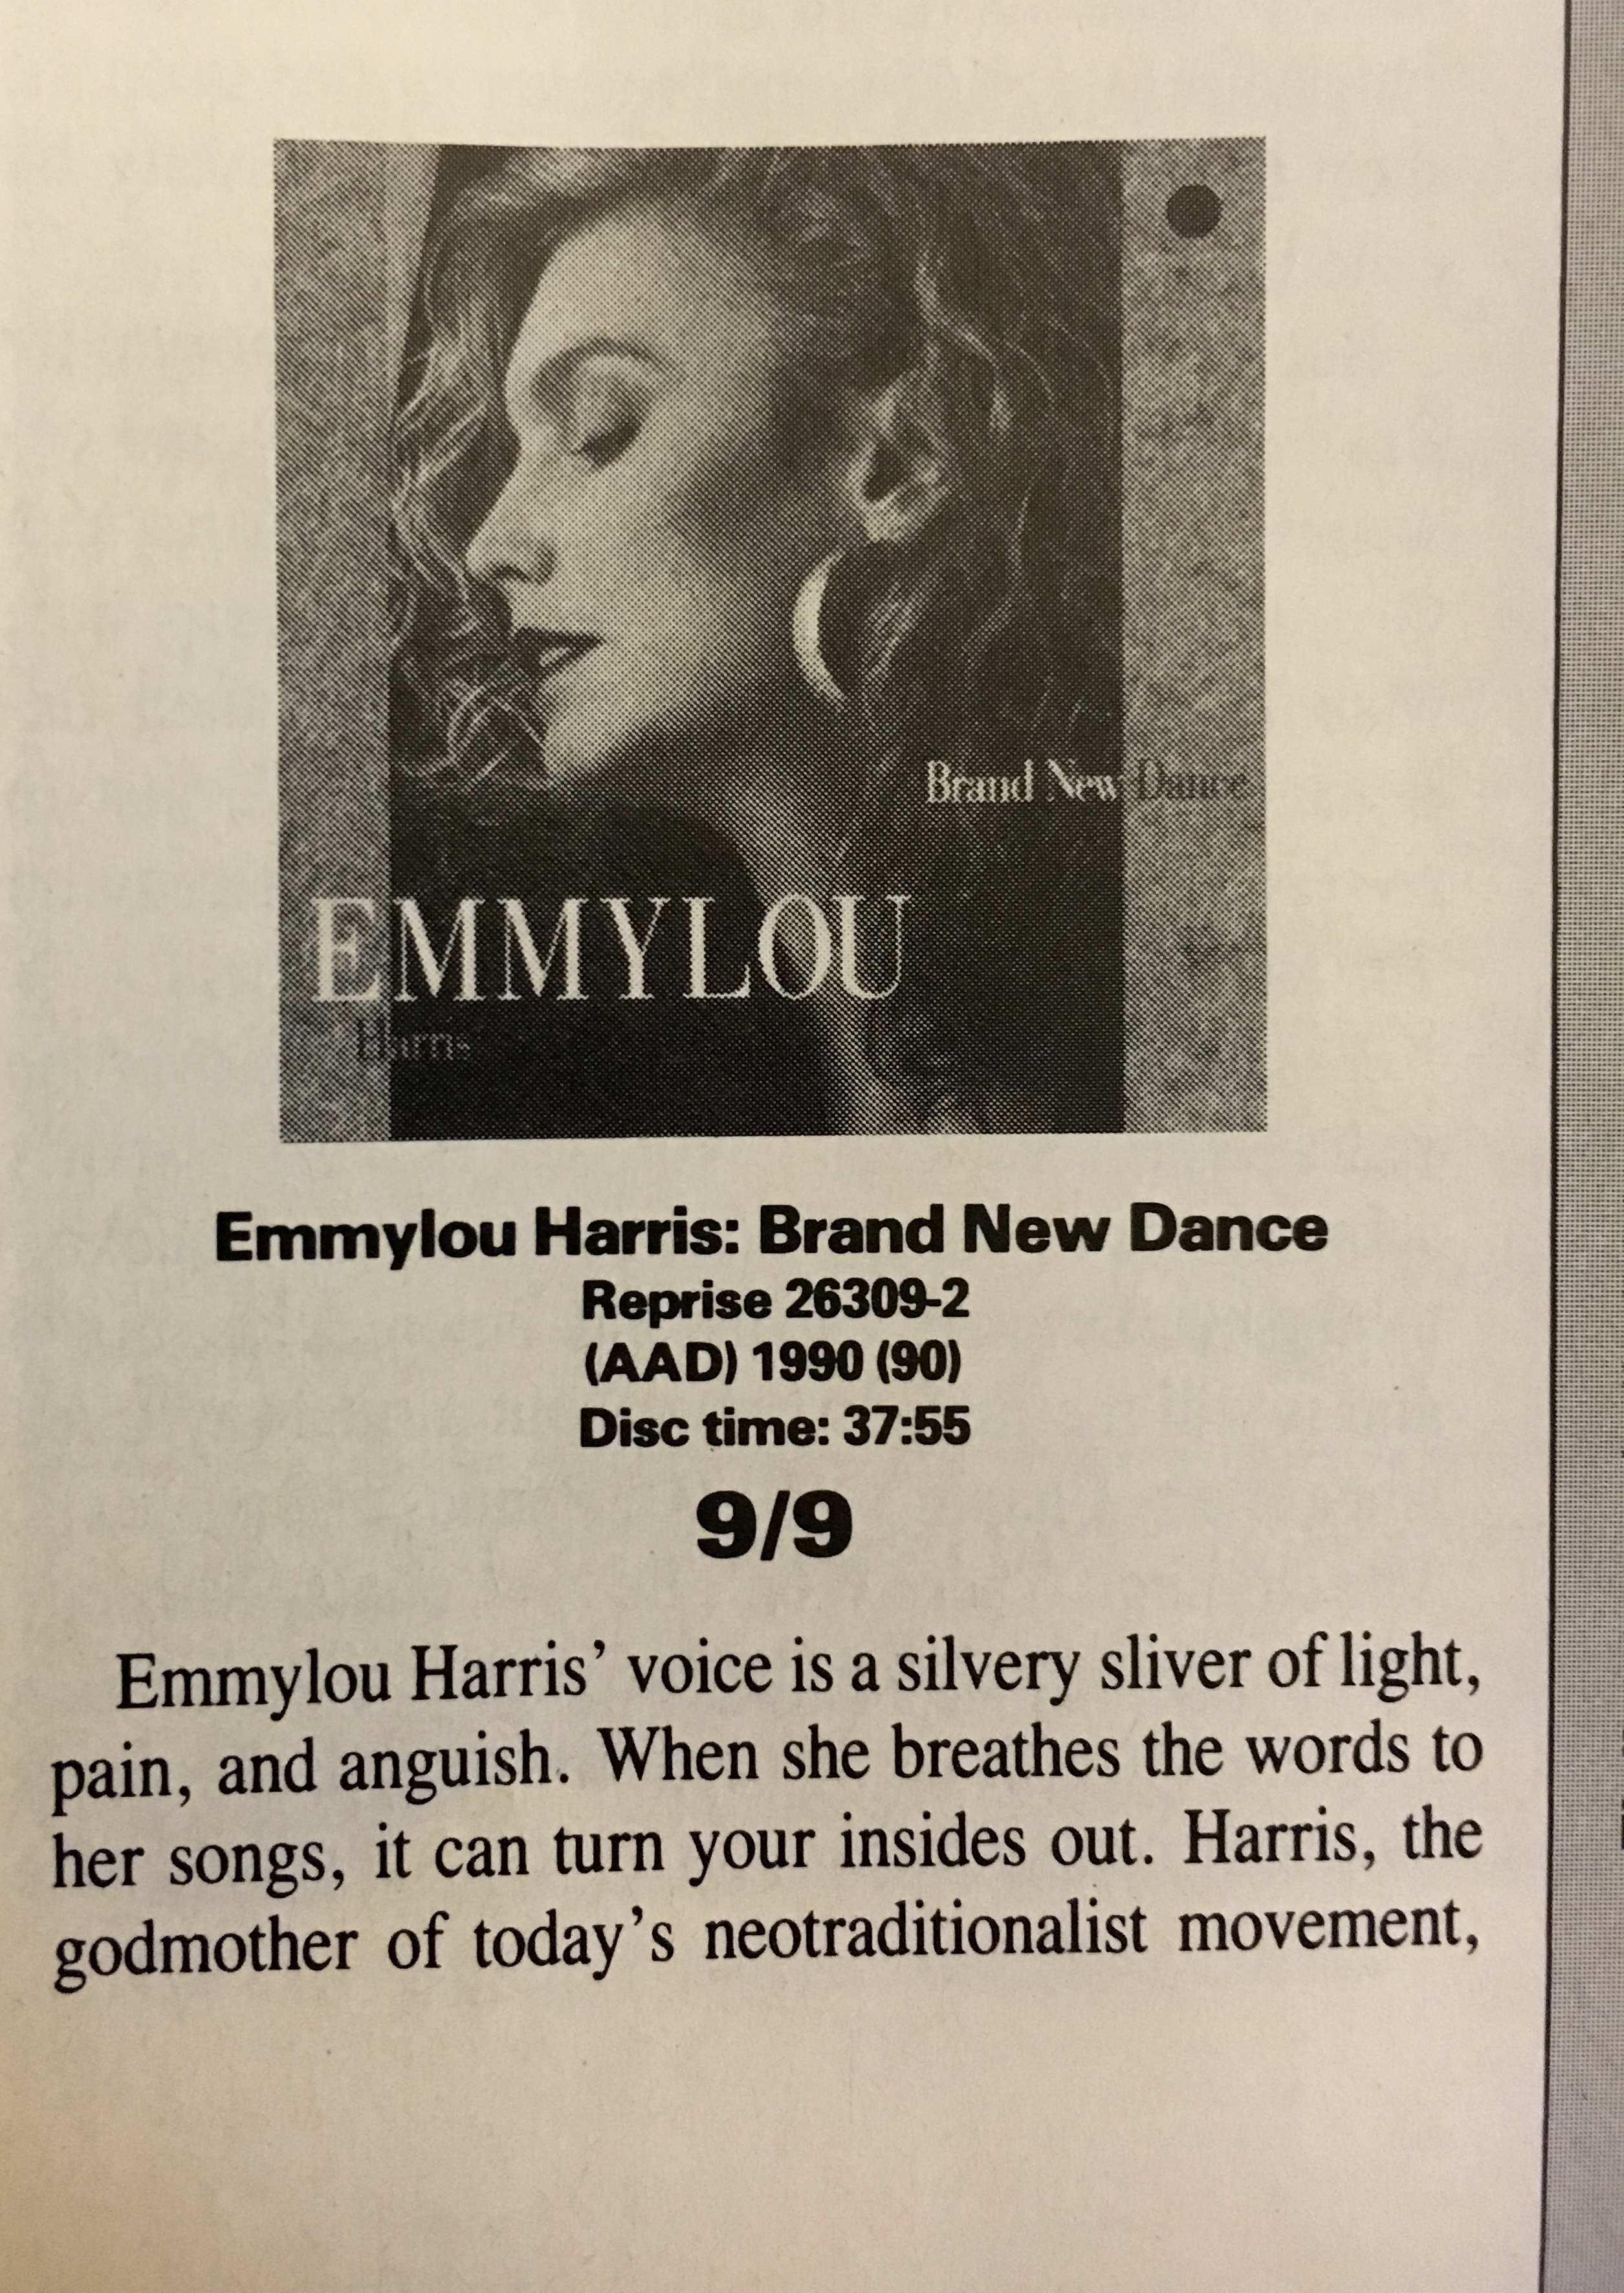 Brand New Dance
EMMYLOU
Harris
Emmylou Harris: Brand New Dance
Reprise 26309-2
(AAD) 1990 (90)
Disc time: 37:55
9/9
Emmylou Harris’ voice is a silvery sliver of light,
pain, and anguish. When she breathes the words to
her songs, it can turn your insides out. Harris, the
godmother of today’s neotraditionalist movement,